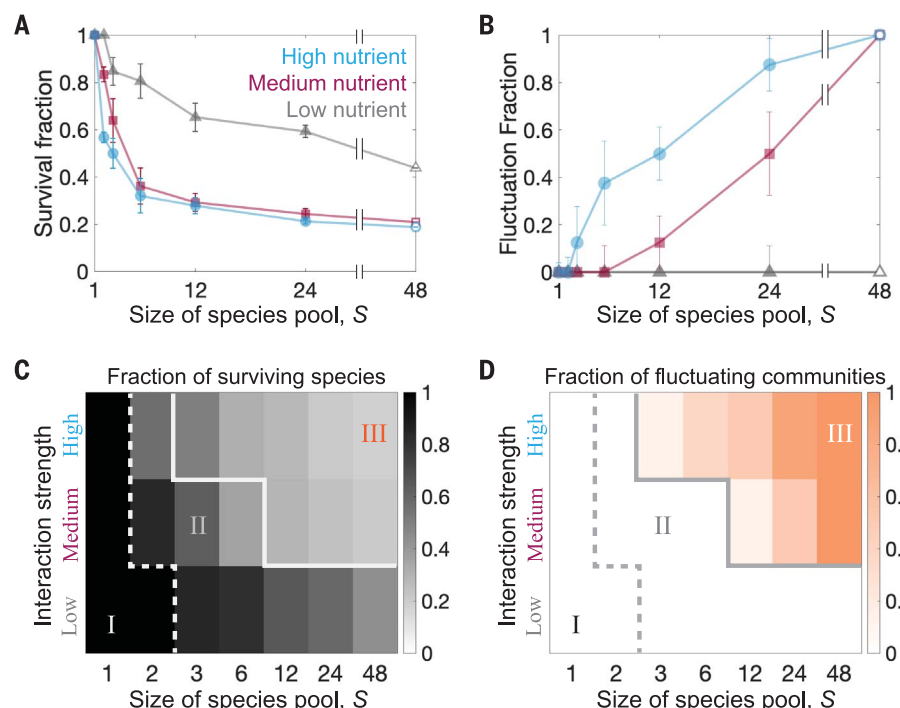 A
B
1
0.8
0.6
0.4
0.2
0
Survival fraction
High nutrient
Medium nutrient
Low nutrient
1 12 24 48
Size of species pool, S
1
0.8
0.6
0.4
0.2
0
Fluctuation Fraction
1 12 24 48
Size of species pool, S
C
Fraction of surviving species
Interaction strength
High
Medium
Low
I
II
III
1 2 3 6 12 24 48
Size of species pool, S
1
0.8
0.6
0.4
0.2
0
D
Fraction of fluctuating communities
Interaction strength
High
Medium
Low
I
II
III
1 2 3 6 12 24 48
Size of species pool, S
0